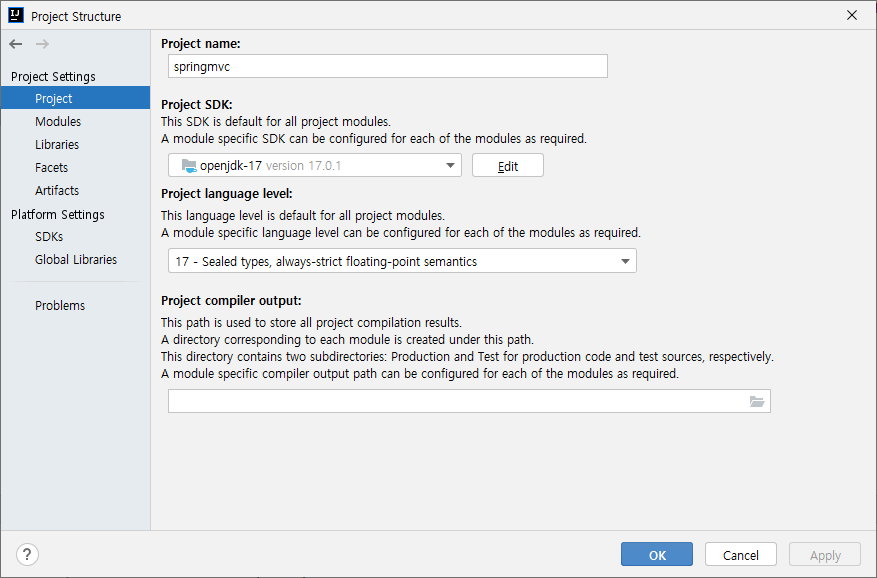 IJ
Project Structure
Project Settings
Project
Modules
Libraries
Facets
Artifacts
Platform Settings
SDKs
Global Libraries
Problems
Project name:
springmvc
Project SDK:
This SDK is default for all project modules.
A module specific SDK can be configured for each of the modules as required.
openjdk-17 version 17.0.1
Edit
Project language level:
This language level is default for all project modules.
A module specific language level can be configured for each of the modules as required.
17 - Sealed types, always-strict floating-point semantics
Project compiler output:
This path is used to store all project compilation results.
A directory corresponding to each module is created under this path.
This directory contains two subdirectories: Production and Test for production code and test sources, respectively.
A module specific compiler output path can be configured for each of the modules as required.
?
OK
Cancel
Apply